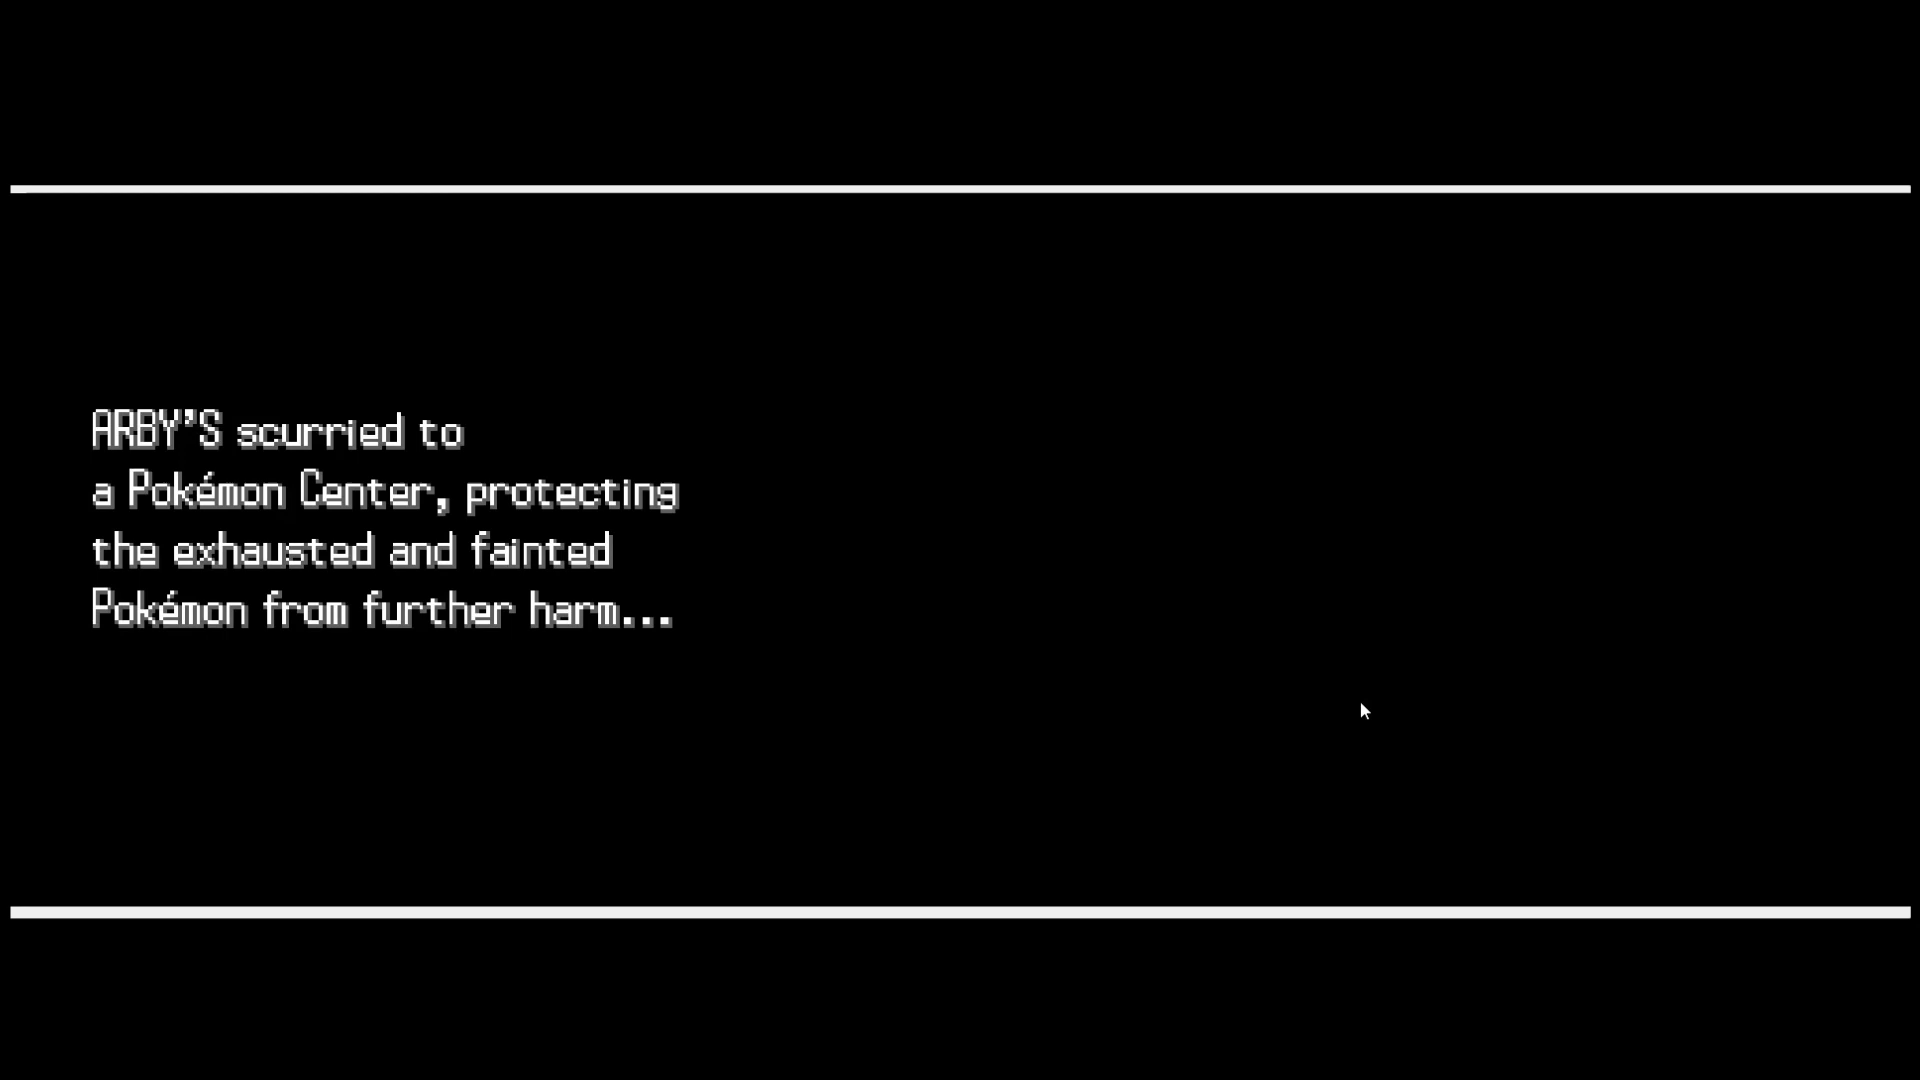 ARBY'S scurried to
a Pokémon Center, protecting
the exhausted and fainted
Pokémon from further harm...